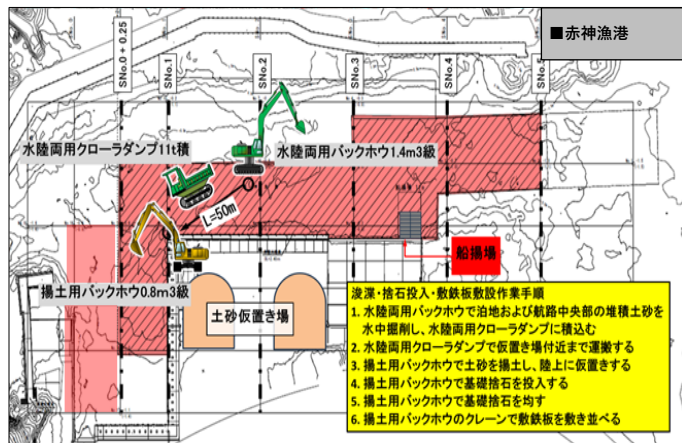 ■赤神漁港
SNo.0 + 0.25
SNo.1
SNo.2
SNo.3
SNo.4
SNo.5
水陸両用クローラダンプ11t積
水陸両用バックホウ1.4m3級
L=50m
揚土用バックホウ0.8m3級
土砂仮置き場
船揚場
浚渫・捨石投入・敷鉄板敷設作業手順
1. 水陸両用バックホウで泊地および航路中央部の堆積土砂を
水中掘削し、水陸両用クローラダンプに積込む
2. 水陸両用クローラダンプで仮置き場付近まで運搬する
3. 揚土用バックホウで土砂を揚土し、陸上に仮置きする
4. 揚土用バックホウで基礎捨石を投入する
5. 揚土用バックホウで基礎捨石を均す
6. 揚土用バックホウのクレーンで敷鉄板を敷き並べる